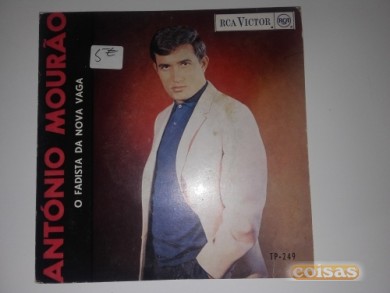 ANTÓNIO MOURÃO
O FADISTA DA NOVA VAGA
5€
RCA VICTOR
RCA
TP-249
coisas